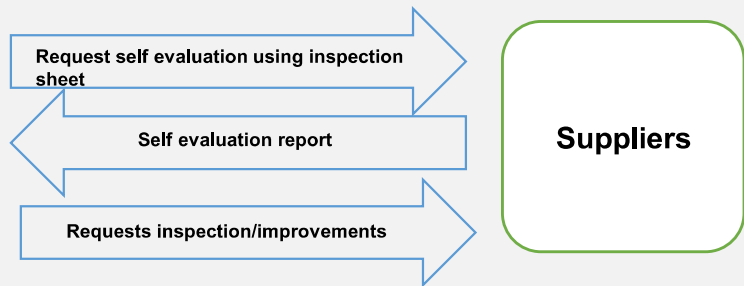 Request self evaluation using inspection
sheet
Self evaluation report
Suppliers
Requests inspection/improvements